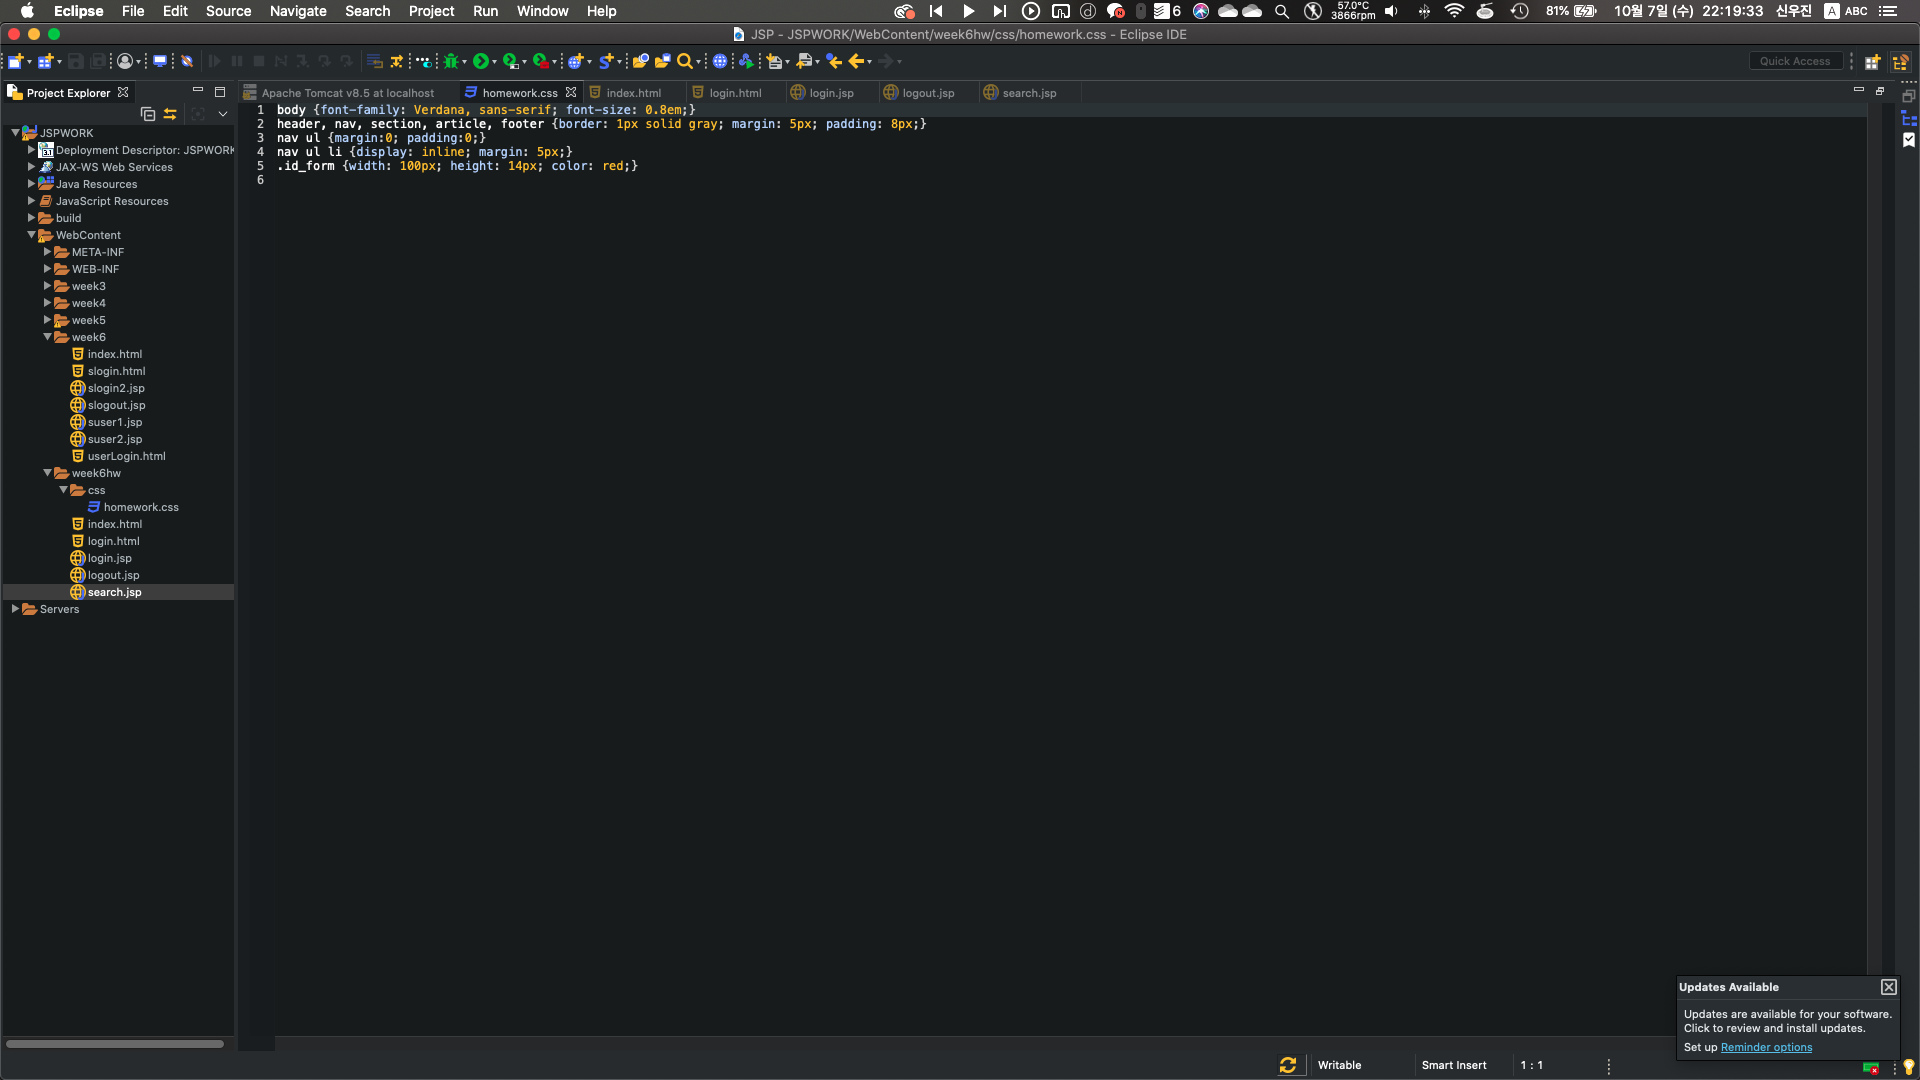 Eclipse File Edit Source Navigate Search Project Run Window Help 6 57.0°C 3866rpm 81% 10월 7일 (수) 22:19:33 신우진 A ABC
JSP - JSPWORK/WebContent/week6hw/css/homework.css - Eclipse IDE
Quick Access
Project Explorer
Apache Tomcat v8.5 at localhost homework.css index.html login.html login.jsp logout.jsp search.jsp
JSPWORK
Deployment Descriptor: JSPWORK
JAX-WS Web Services
Java Resources
JavaScript Resources
build
WebContent
META-INF
WEB-INF
week3
week4
week5
week6
index.html
slogin.html
slogin2.jsp
slogout.jsp
suser1.jsp
suser2.jsp
userLogin.html
week6hw
css
homework.css
index.html
login.html
login.jsp
logout.jsp
search.jsp
Servers
1 body {font-family: Verdana, sans-serif; font-size: 0.8em;}
2 header, nav, section, article, footer {border: 1px solid gray; margin: 5px; padding: 8px;}
3 nav ul {margin:0; padding:0;}
4 nav ul li {display: inline; margin: 5px;}
5 .id_form {width: 100px; height: 14px; color: red;}
6
Updates Available
Updates are available for your software.
Click to review and install updates.
Set up Reminder options
Writable Smart Insert 1 : 1